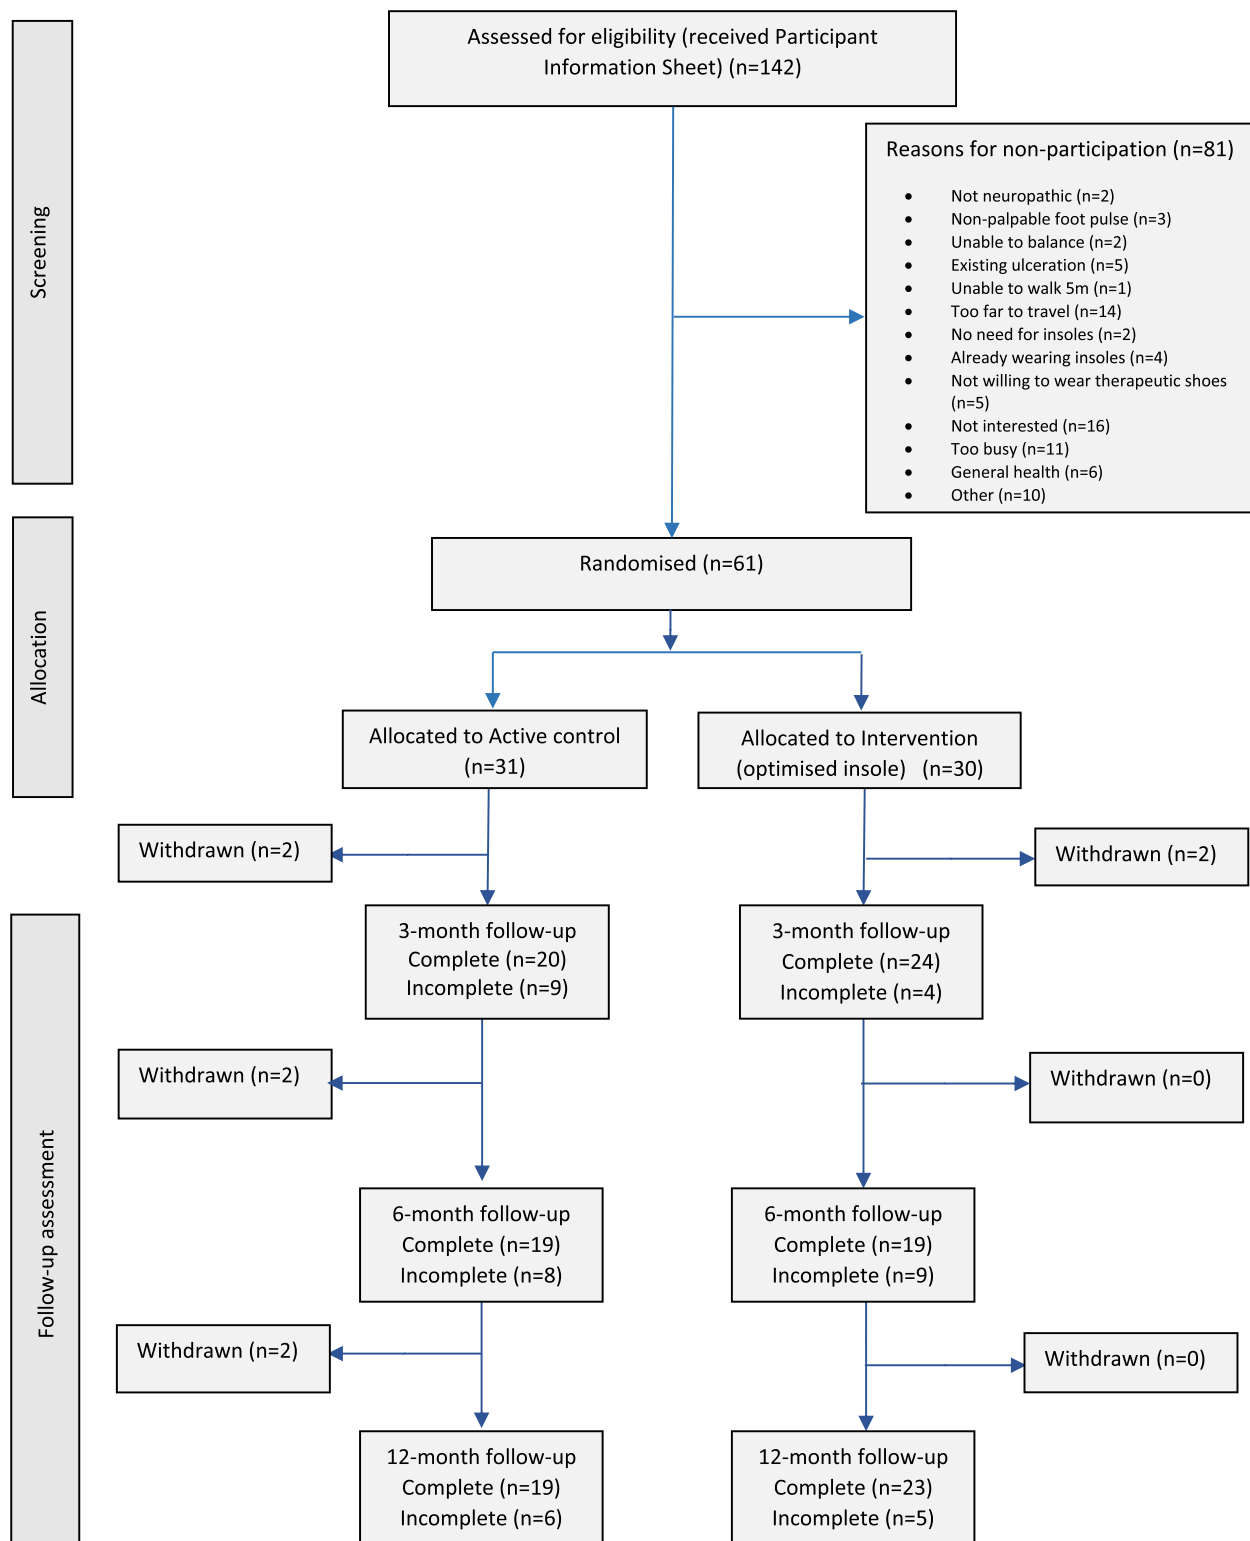 Assessed for eligibility (received Participant
Information Sheet) (n=142)
Screening
Reasons for non-participation (n=81)
• Not neuropathic (n=2)
• Non-palpable foot pulse (n=3)
• Unable to balance (n=2)
• Existing ulceration (n=5)
• Unable to walk 5m (n=1)
• Too far to travel (n=14)
• No need for insoles (n=2)
• Already wearing insoles (n=4)
• Not willing to wear therapeutic shoes
(n=5)
• Not interested (n=16)
• Too busy (n=11)
• General health (n=6)
• Other (n=10)
Allocation
Randomised (n=61)
Allocated to Active control
(n=31)
Allocated to Intervention
(optimised insole) (n=30)
Withdrawn (n=2)
Withdrawn (n=2)
Follow-up assessment
3-month follow-up
Complete (n=20)
Incomplete (n=9)
3-month follow-up
Complete (n=24)
Incomplete (n=4)
Withdrawn (n=2)
Withdrawn (n=0)
6-month follow-up
Complete (n=19)
Incomplete (n=8)
6-month follow-up
Complete (n=19)
Incomplete (n=9)
Withdrawn (n=2)
Withdrawn (n=0)
12-month follow-up
Complete (n=19)
Incomplete (n=6)
12-month follow-up
Complete (n=23)
Incomplete (n=5)